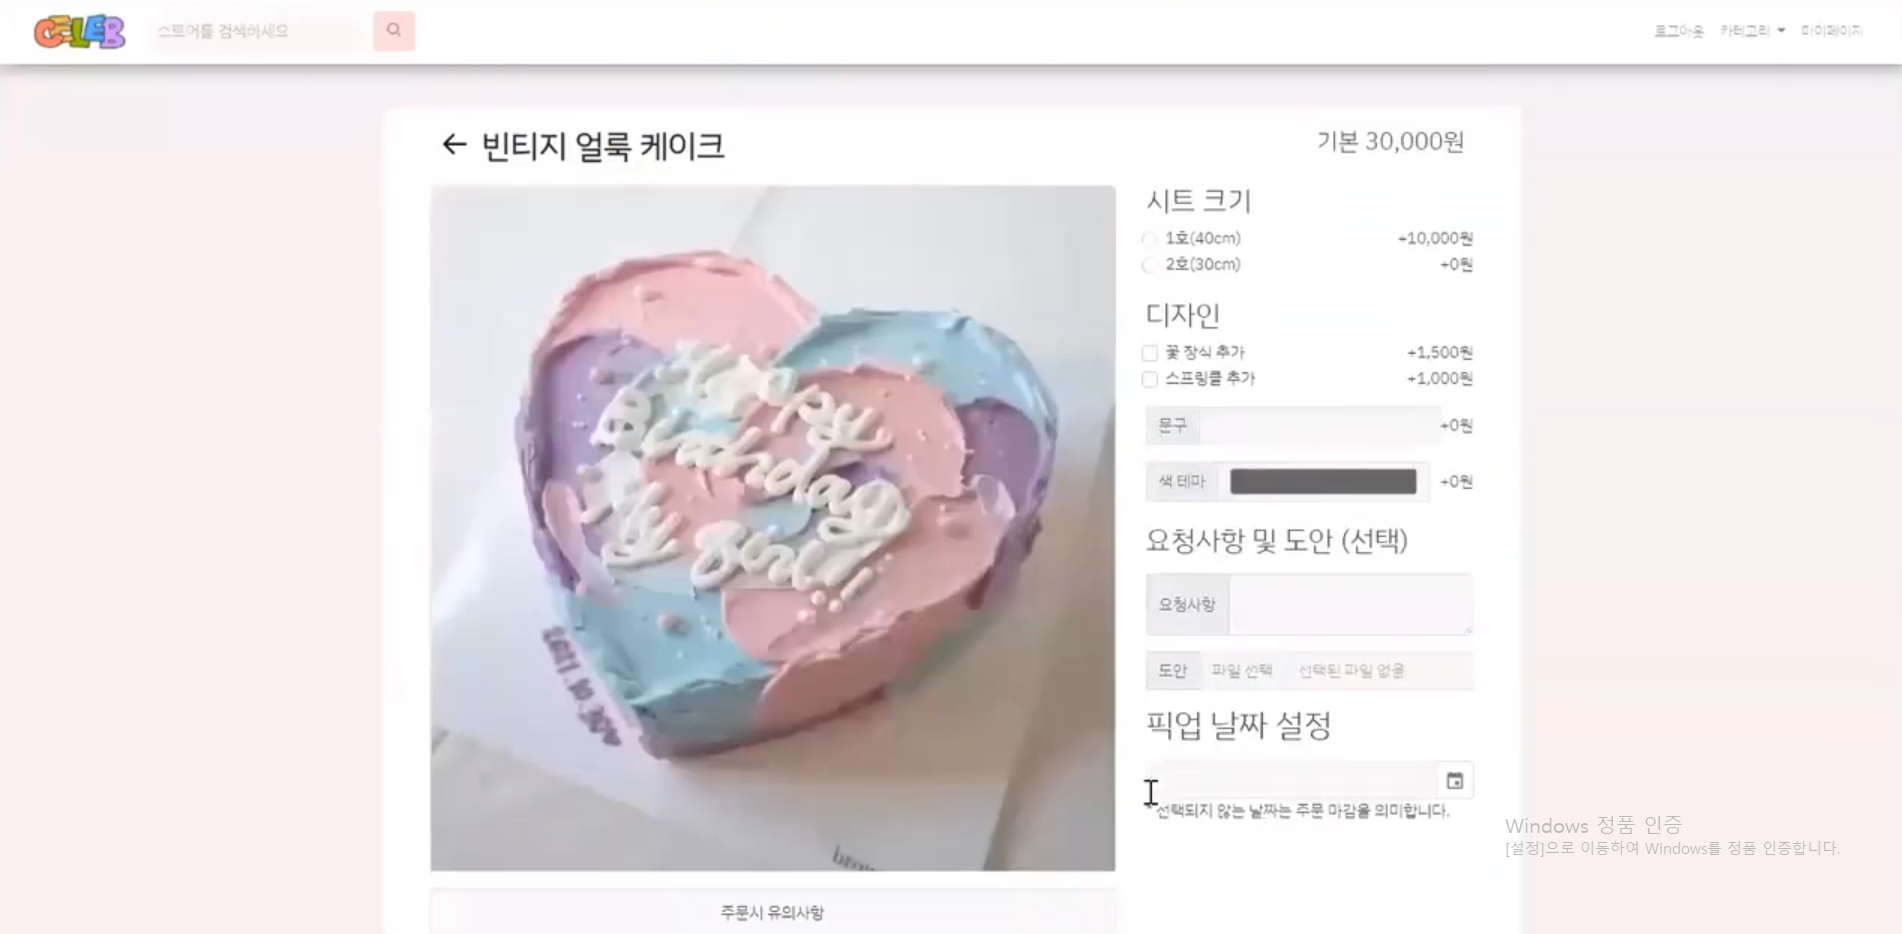 CELEB
스토어를 검색하세요
로그아웃 카테고리 마이페이지
빈티지 얼룩 케이크
기본 30,000원
Happy
Birthday
My girl!!
2021.10.30
시트 크기
1호(40cm) +10,000원
2호(30cm) +0원
디자인
꽃 장식 추가 +1,500원
스프링클 추가 +1,000원
문구 +0원
색 테마 +0원
요청사항 및 도안 (선택)
요청사항
도안 파일 선택 선택된 파일 없음
픽업 날짜 설정
* 선택되지 않는 날짜는 주문 마감을 의미합니다.
주문시 유의사항
Windows 정품 인증
[설정]으로 이동하여 Windows를 정품 인증합니다.